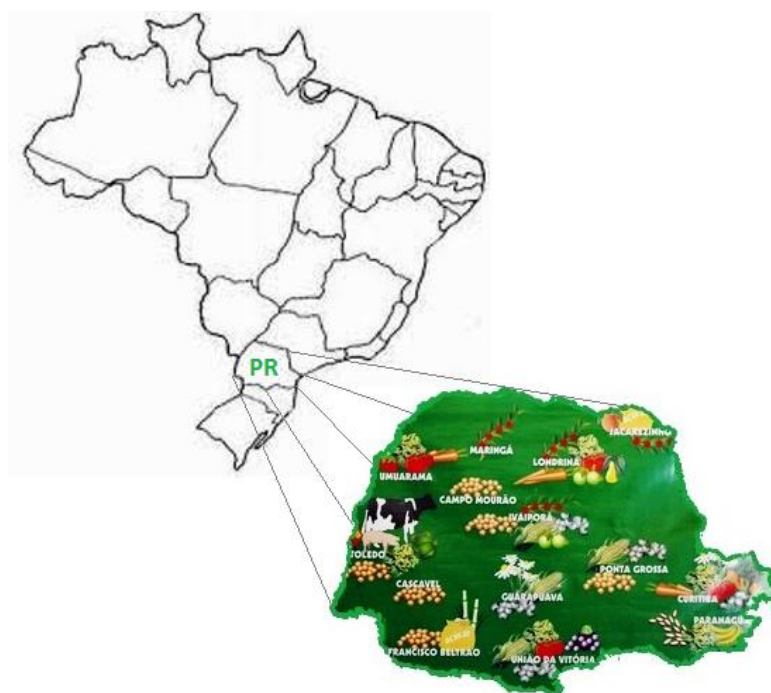 PR
JACAREZINHO
MARINGÁ
LONDRINA
UMUARAMA
CAMPO MOURÃO
IVAIPORÃ
TOLEDO
PONTA GROSSA
CASCAVEL
GUARAPUAVA
CURITIBA
PARANAGUÁ
FRANCISCO BELTRÃO
UNIÃO DA VITÓRIA